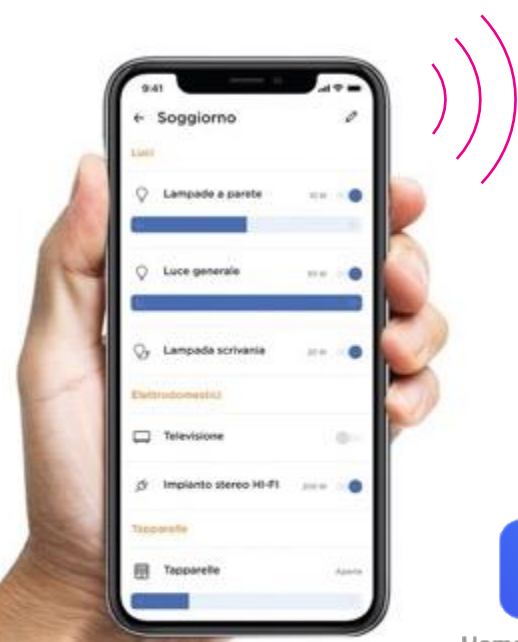 9:41
← Soggiorno
Luci
Lampade a parete
Luce generale
Lampada scrivania
Elettrodomestici
Televisione
Impianto stereo HI-FI
Tapparelle
Tapparelle Aperte